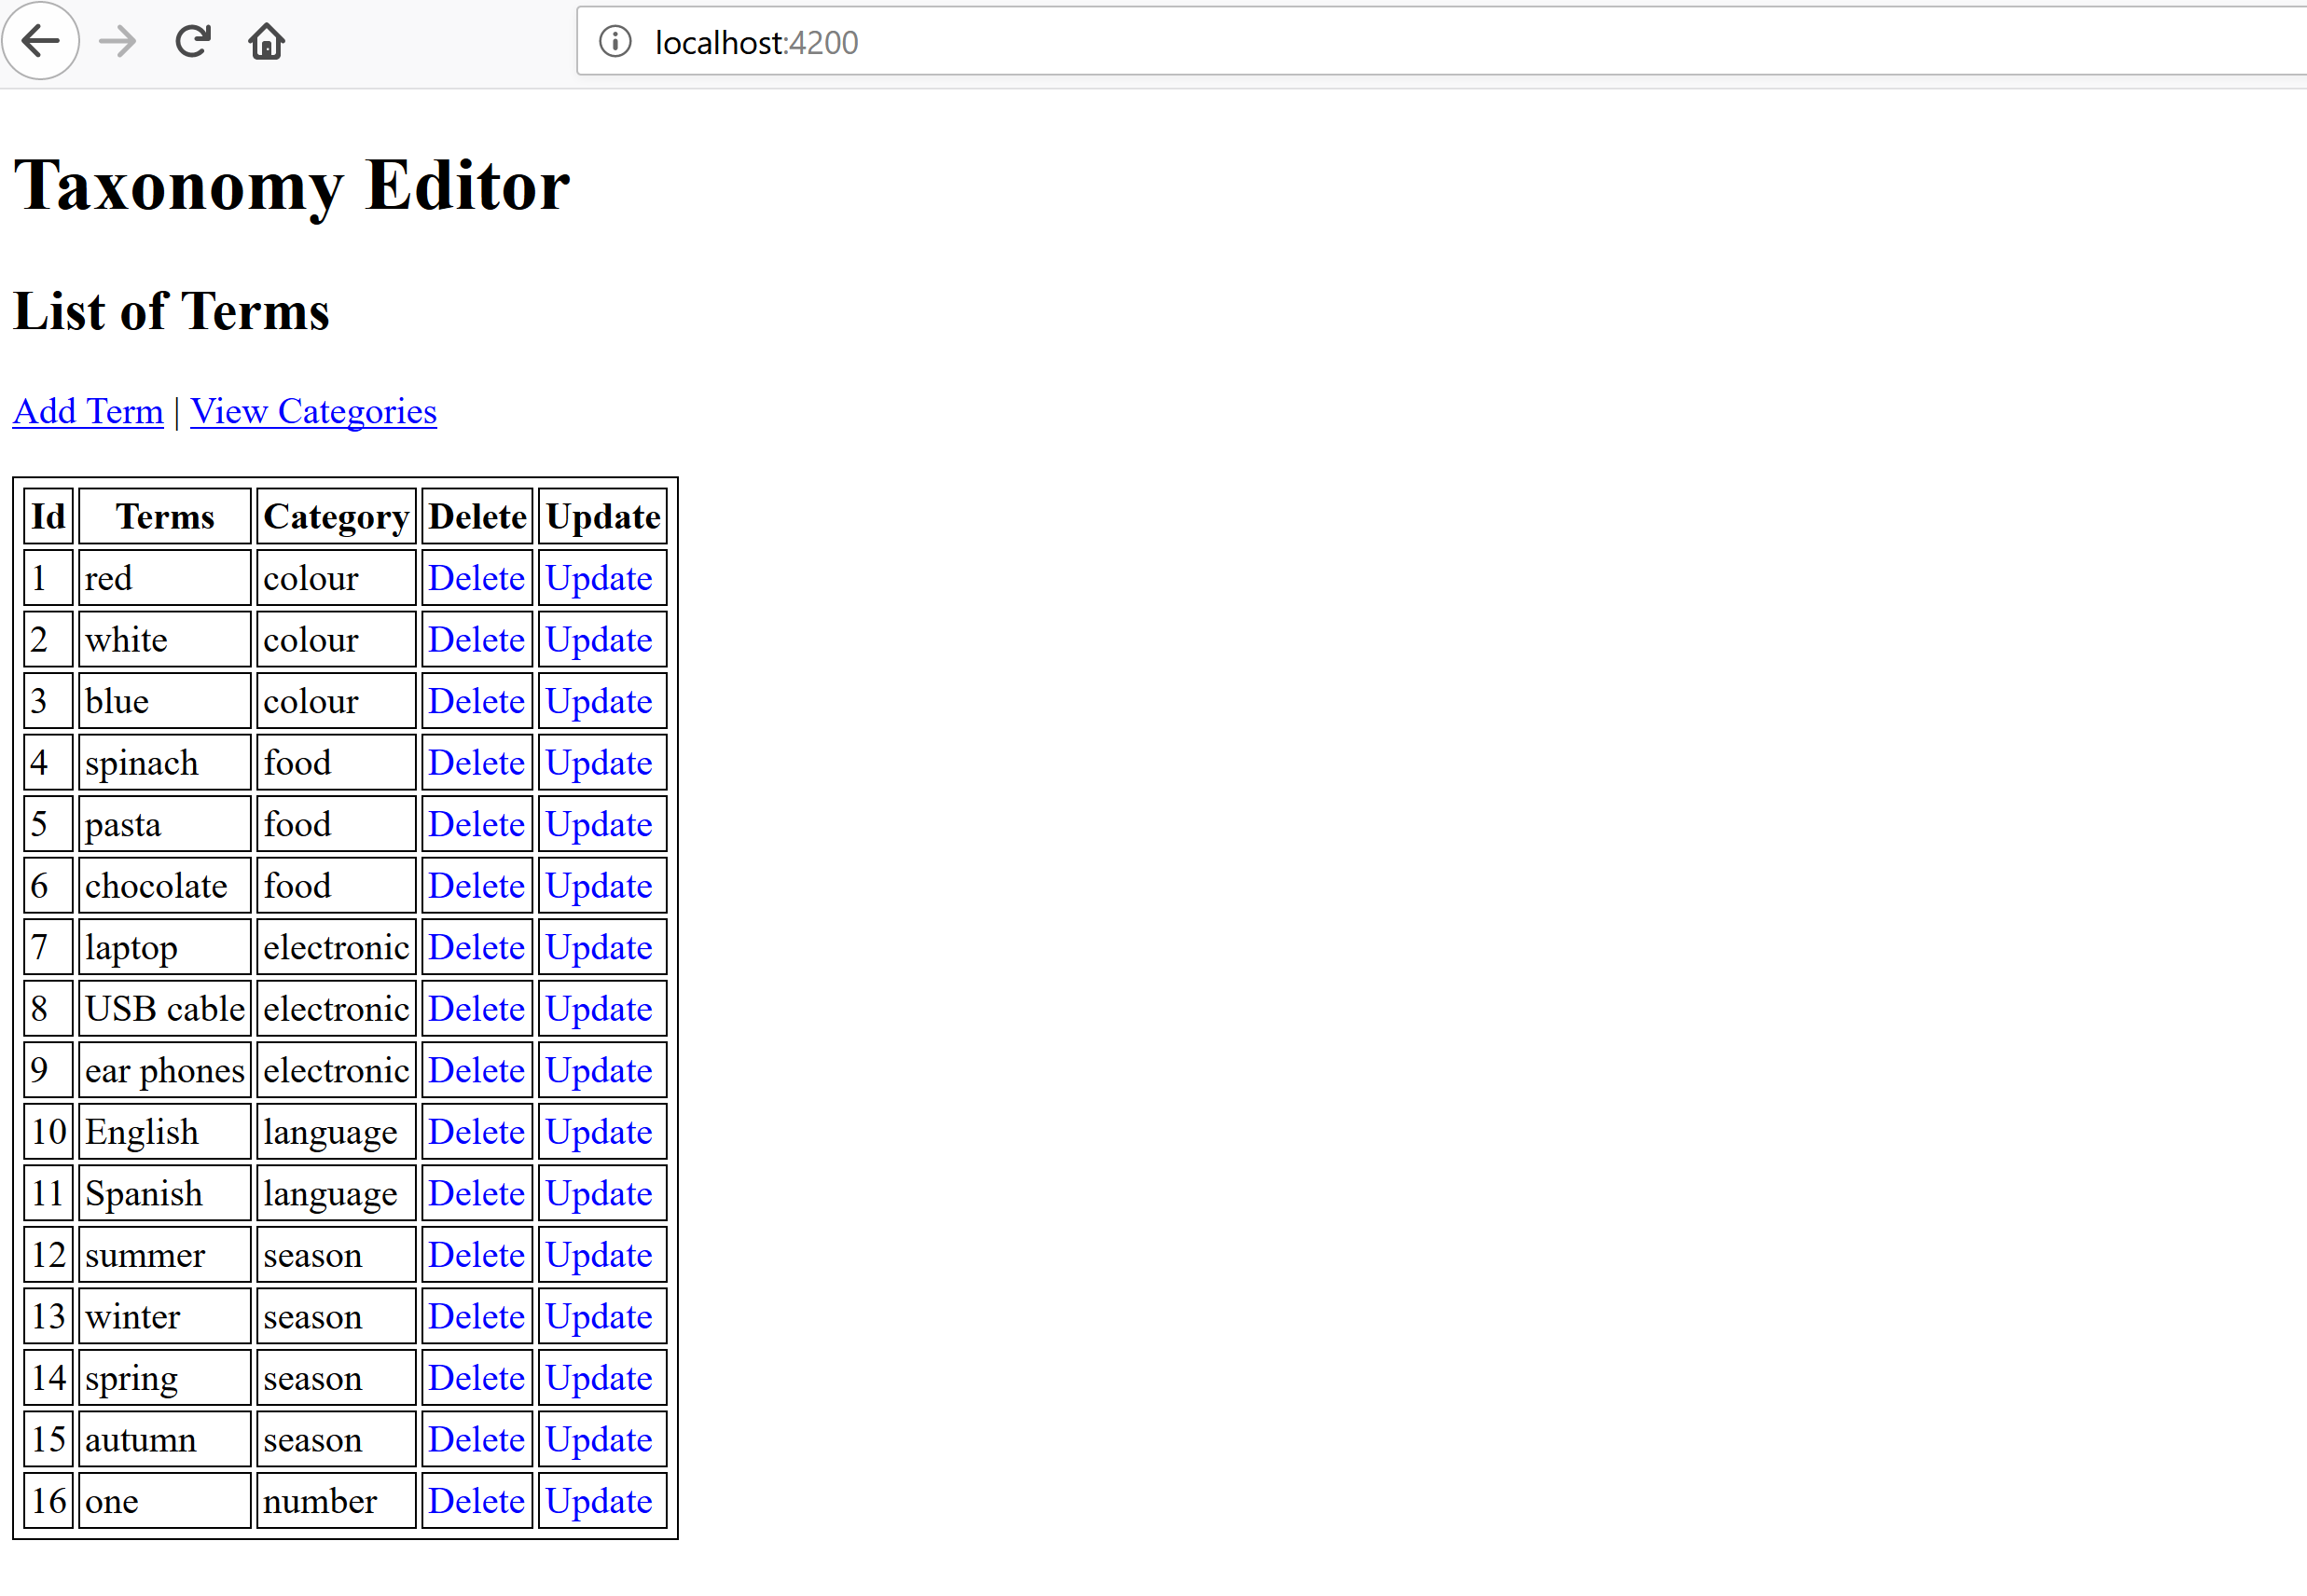 localhost:4200
Taxonomy Editor
List of Terms
Add Term | View Categories
Id Terms Category Delete Update
1 red colour Delete Update
2 white colour Delete Update
3 blue colour Delete Update
4 spinach food Delete Update
5 pasta food Delete Update
6 chocolate food Delete Update
7 laptop electronic Delete Update
8 USB cable electronic Delete Update
9 ear phones electronic Delete Update
10 English language Delete Update
11 Spanish language Delete Update
12 summer season Delete Update
13 winter season Delete Update
14 spring season Delete Update
15 autumn season Delete Update
16 one number Delete Update